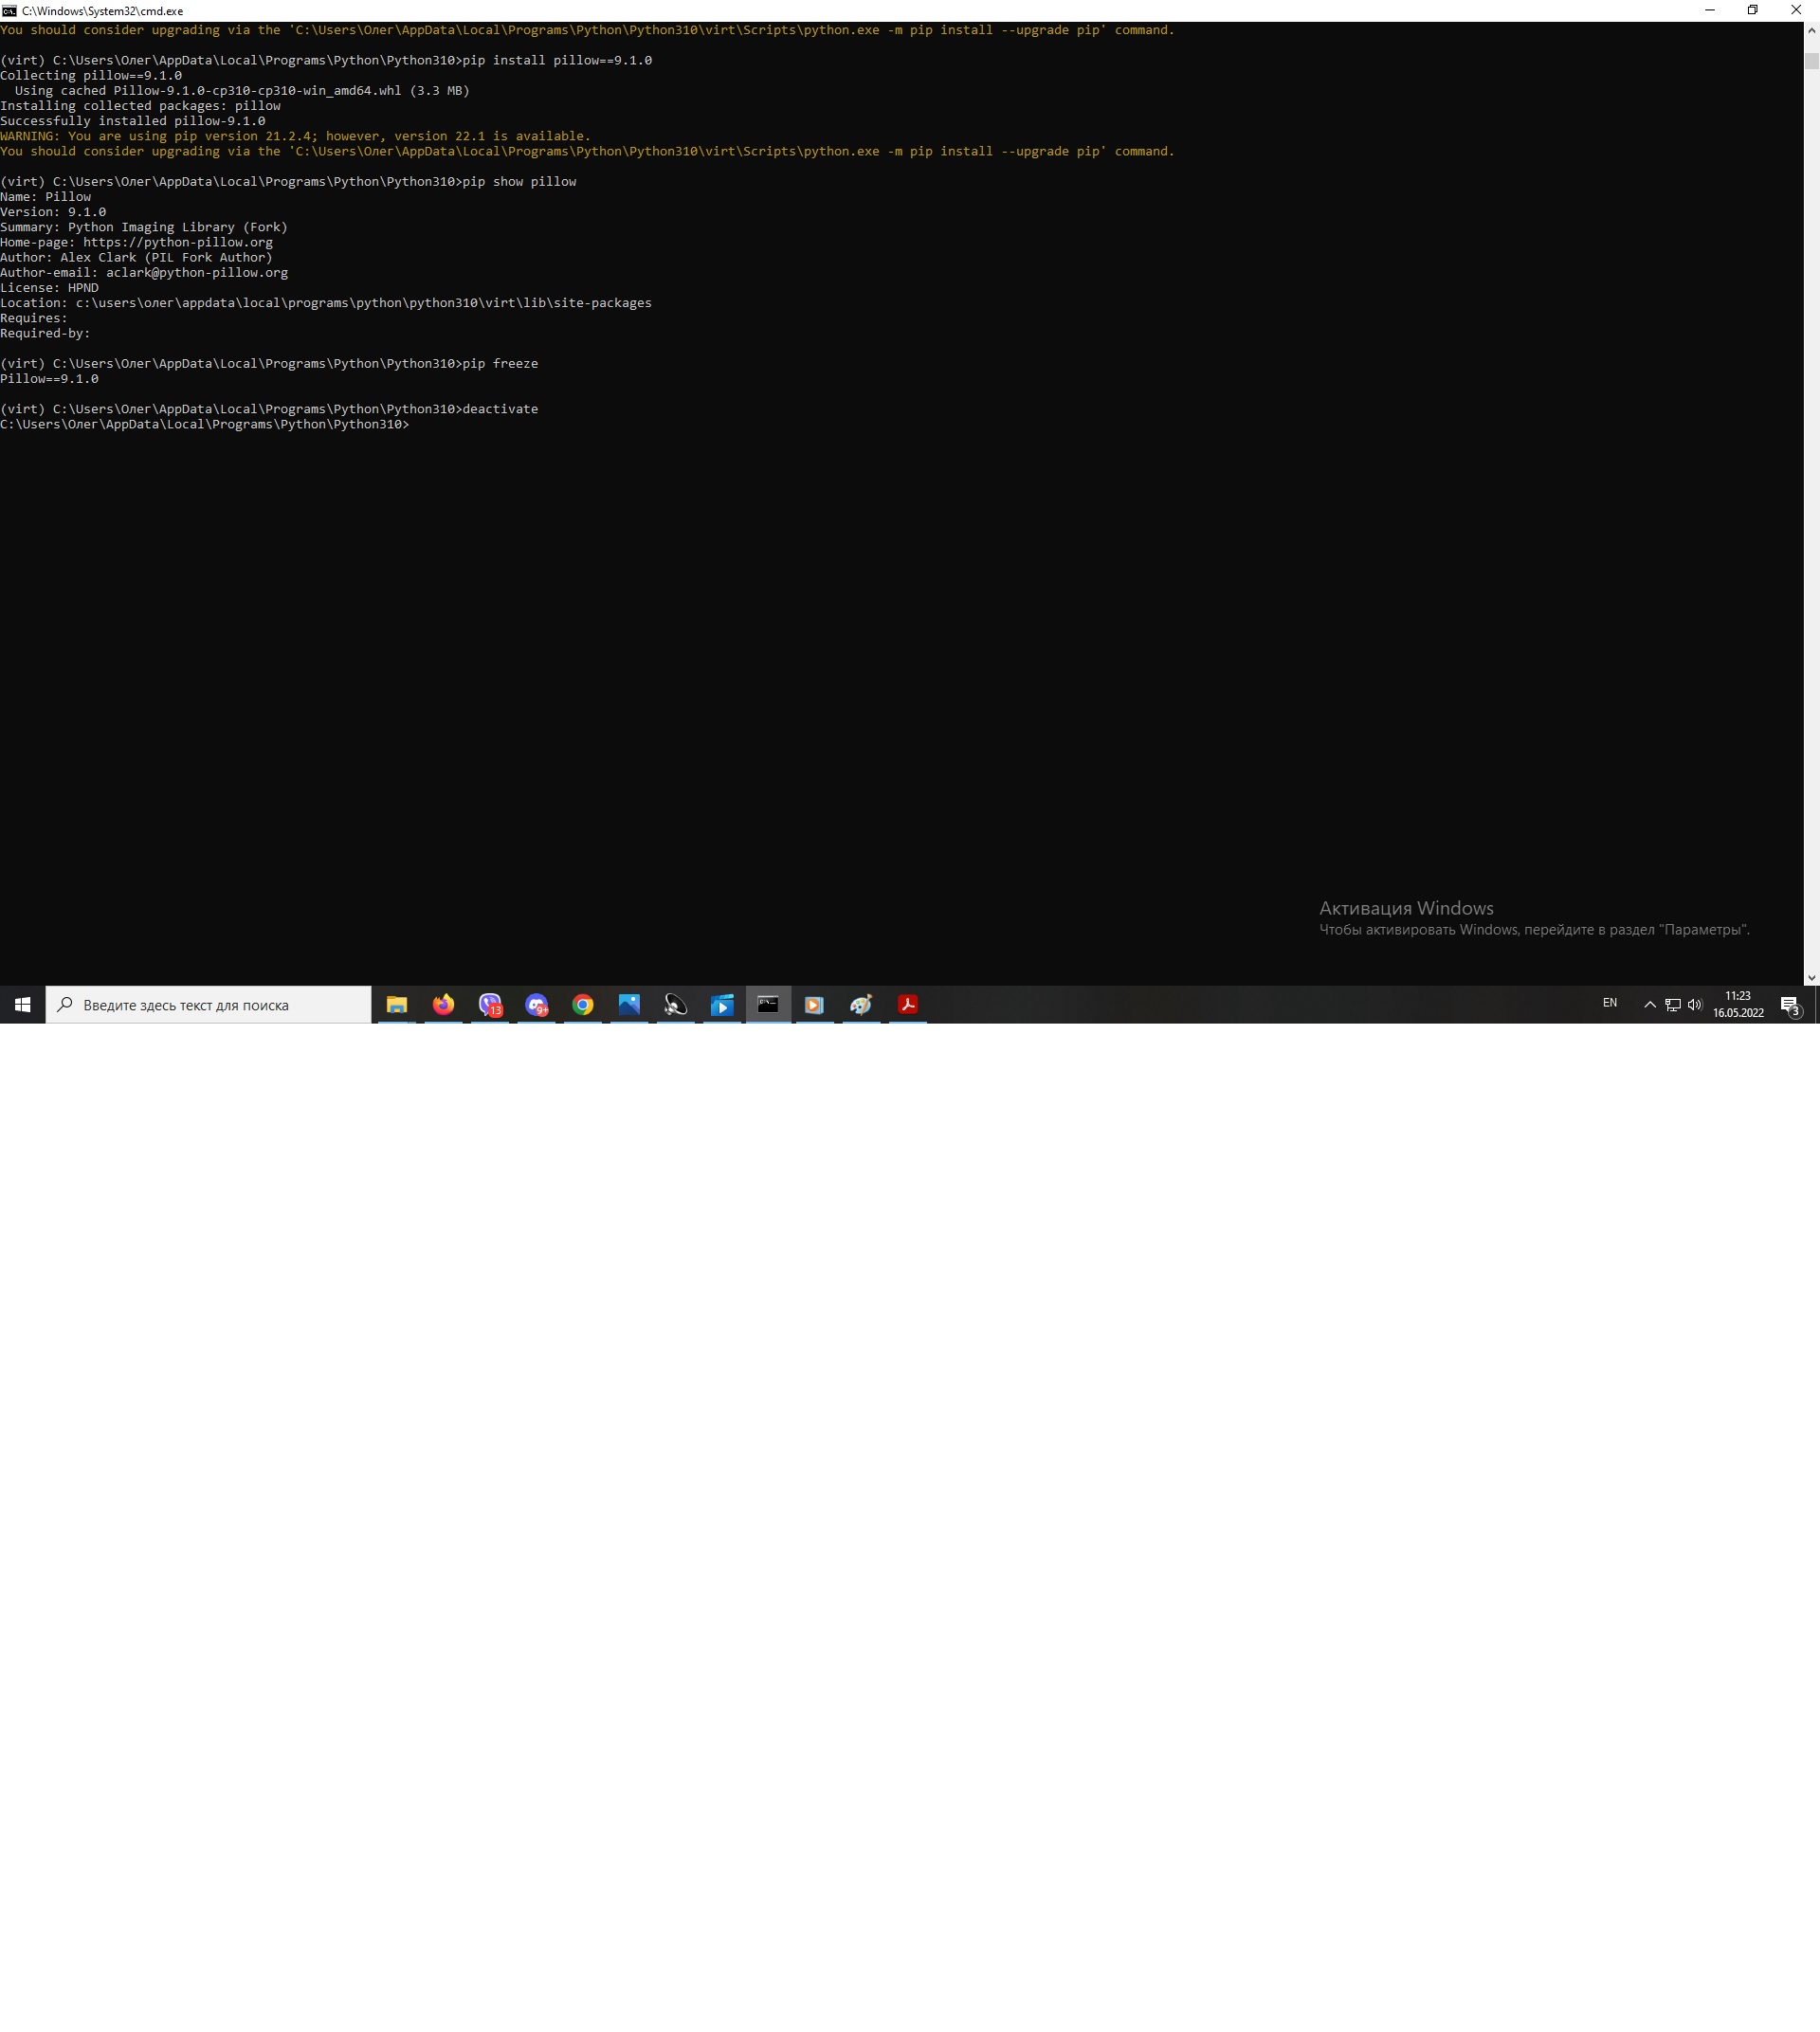 C:\Windows\System32\cmd.exe
You should consider upgrading via the 'C:\Users\Олег\AppData\Local\Programs\Python\Python310\virt\Scripts\python.exe -m pip install --upgrade pip' command.
(virt) C:\Users\Олег\AppData\Local\Programs\Python\Python310>pip install pillow==9.1.0
Collecting pillow==9.1.0
  Using cached Pillow-9.1.0-cp310-cp310-win_amd64.whl (3.3 MB)
Installing collected packages: pillow
Successfully installed pillow-9.1.0
WARNING: You are using pip version 21.2.4; however, version 22.1 is available.
You should consider upgrading via the 'C:\Users\Олег\AppData\Local\Programs\Python\Python310\virt\Scripts\python.exe -m pip install --upgrade pip' command.
(virt) C:\Users\Олег\AppData\Local\Programs\Python\Python310>pip show pillow
Name: Pillow
Version: 9.1.0
Summary: Python Imaging Library (Fork)
Home-page: https://python-pillow.org
Author: Alex Clark (PIL Fork Author)
Author-email: aclark@python-pillow.org
License: HPND
Location: c:\users\олег\appdata\local\programs\python\python310\virt\lib\site-packages
Requires:
Required-by:
(virt) C:\Users\Олег\AppData\Local\Programs\Python\Python310>pip freeze
Pillow==9.1.0
(virt) C:\Users\Олег\AppData\Local\Programs\Python\Python310>deactivate
C:\Users\Олег\AppData\Local\Programs\Python\Python310>
Активация Windows
Чтобы активировать Windows, перейдите в раздел "Параметры".
Введите здесь текст для поиска
13
9+
EN
11:23
16.05.2022
3